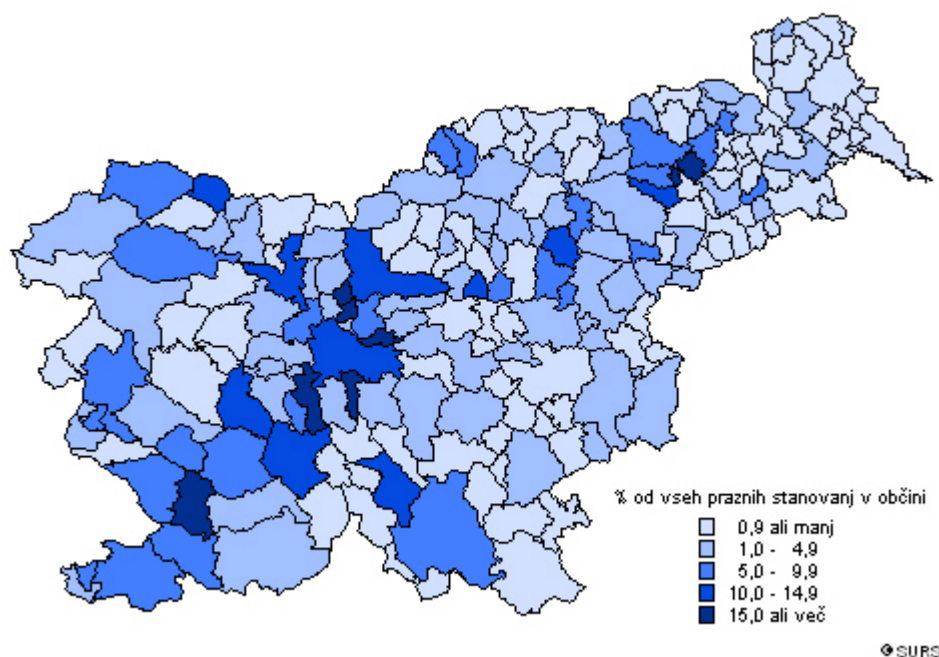 % od vseh praznih stanovanj v občini
0,9 ali manj
1,0 - 4,9
5,0 - 9,9
10,0 - 14,9
15,0 ali več
© SURS